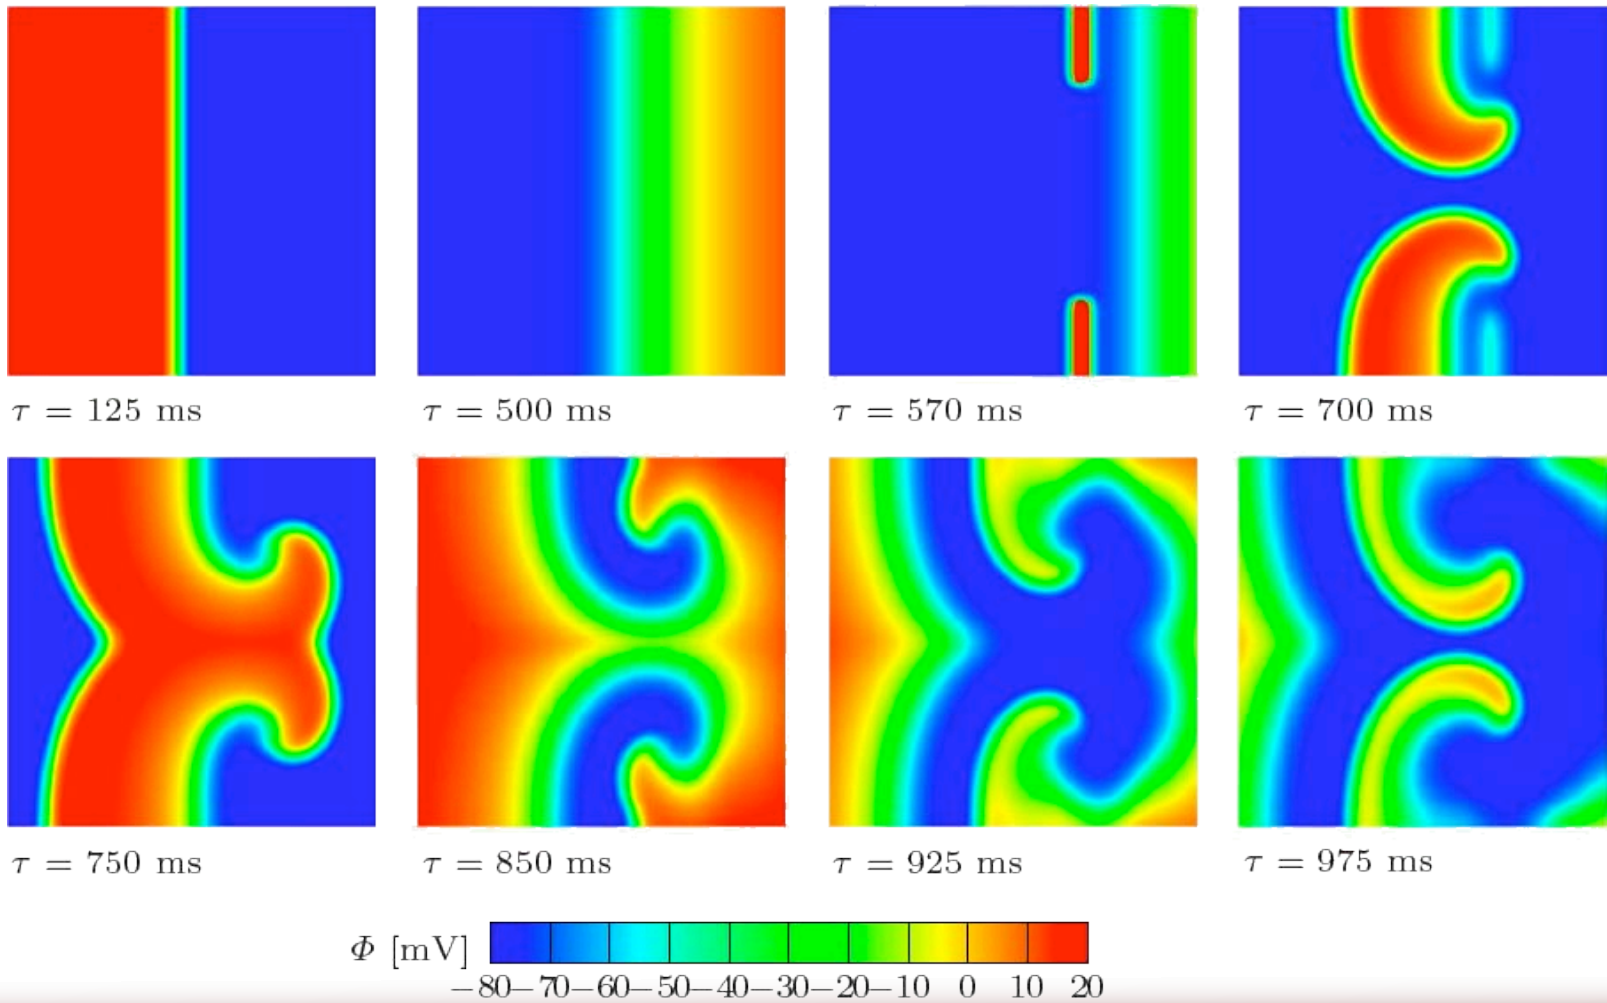 τ = 125 ms τ = 500 ms τ = 570 ms τ = 700 ms
τ = 750 ms τ = 850 ms τ = 925 ms τ = 975 ms
Φ [mV]
−80 −70 −60 −50 −40 −30 −20 −10 0 10 20